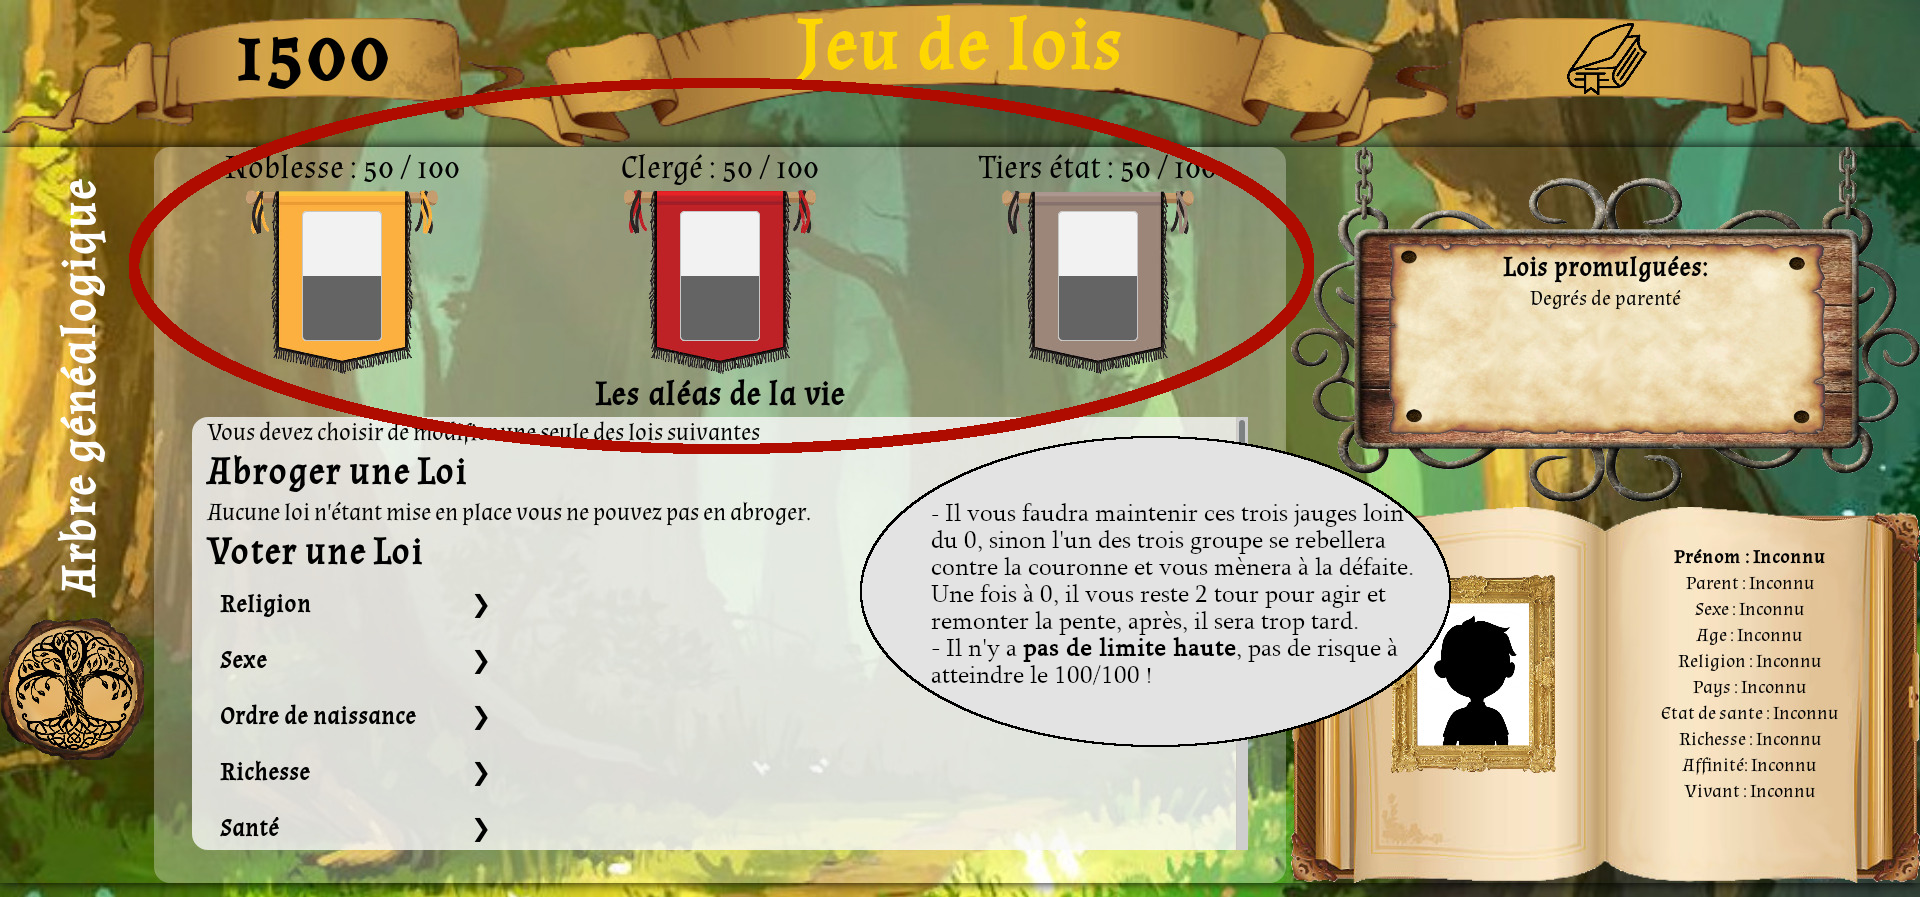 1500
Jeu de lois
Arbre généalogique
Noblesse : 50 / 100
Clergé : 50 / 100
Tiers état : 50 / 100
Les aléas de la vie
Vous devez choisir de modifier une seule des lois suivantes
Abroger une Loi
Aucune loi n'étant mise en place vous ne pouvez pas en abroger.
Voter une Loi
Religion ❯
Sexe ❯
Ordre de naissance ❯
Richesse ❯
Santé ❯
- Il vous faudra maintenir ces trois jauges loin
du 0, sinon l'un des trois groupe se rebellera
contre la couronne et vous mènera à la défaite.
Une fois à 0, il vous reste 2 tour pour agir et
remonter la pente, après, il sera trop tard.
- Il n'y a pas de limite haute, pas de risque à
atteindre le 100/100 !
Lois promulguées:
Degrés de parenté
Prénom : Inconnu
Parent : Inconnu
Sexe : Inconnu
Age : Inconnu
Religion : Inconnu
Pays : Inconnu
Etat de sante : Inconnu
Richesse : Inconnu
Affinité: Inconnu
Vivant : Inconnu